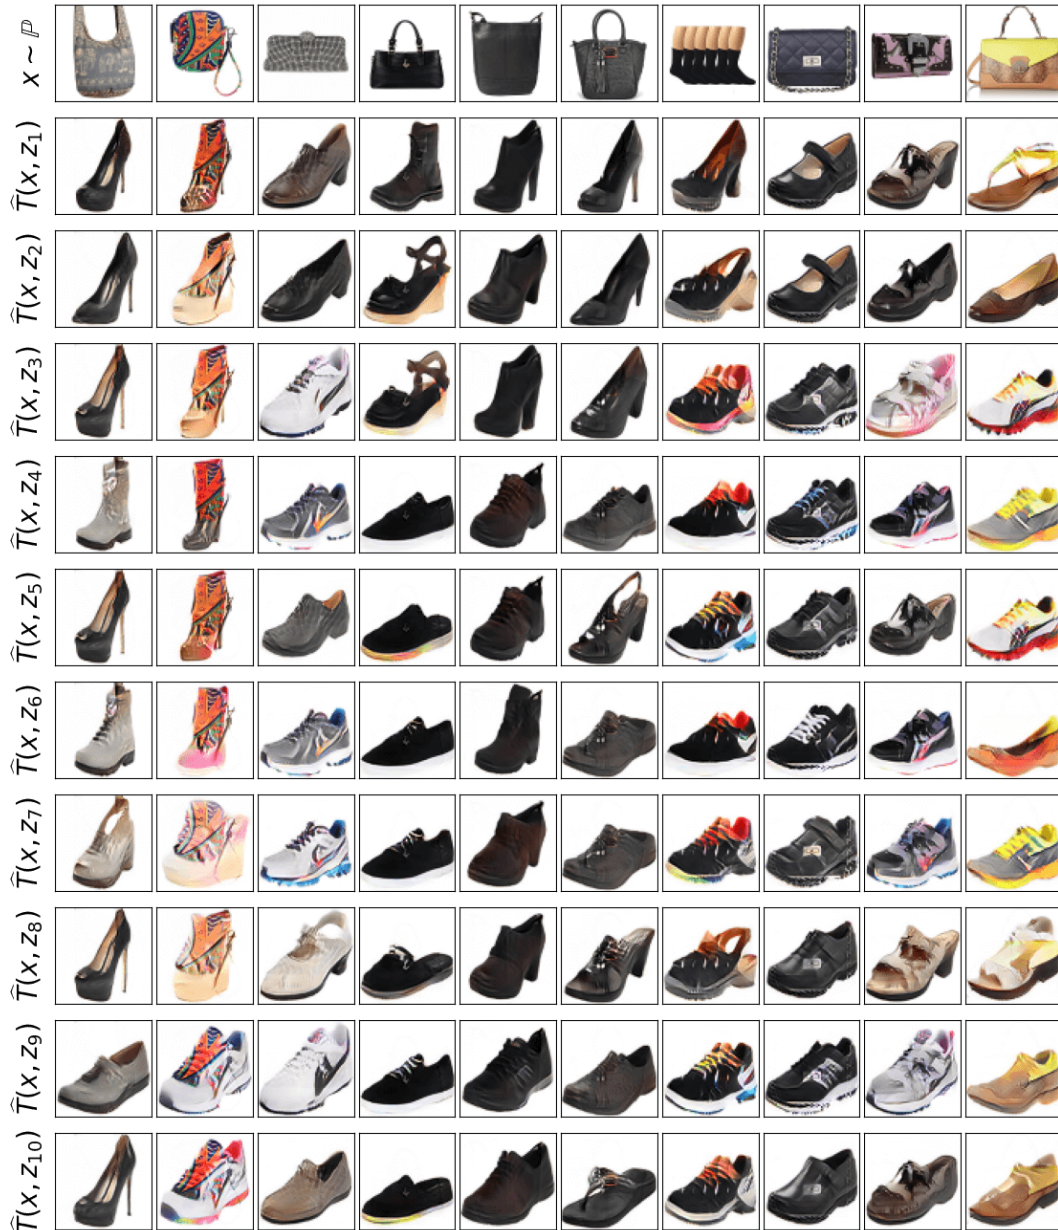 x ~ ℙ
T̂(x, z₁)
T̂(x, z₂)
T̂(x, z₃)
T̂(x, z₄)
T̂(x, z₅)
T̂(x, z₆)
T̂(x, z₇)
T̂(x, z₈)
T̂(x, z₉)
T̂(x, z₁₀)